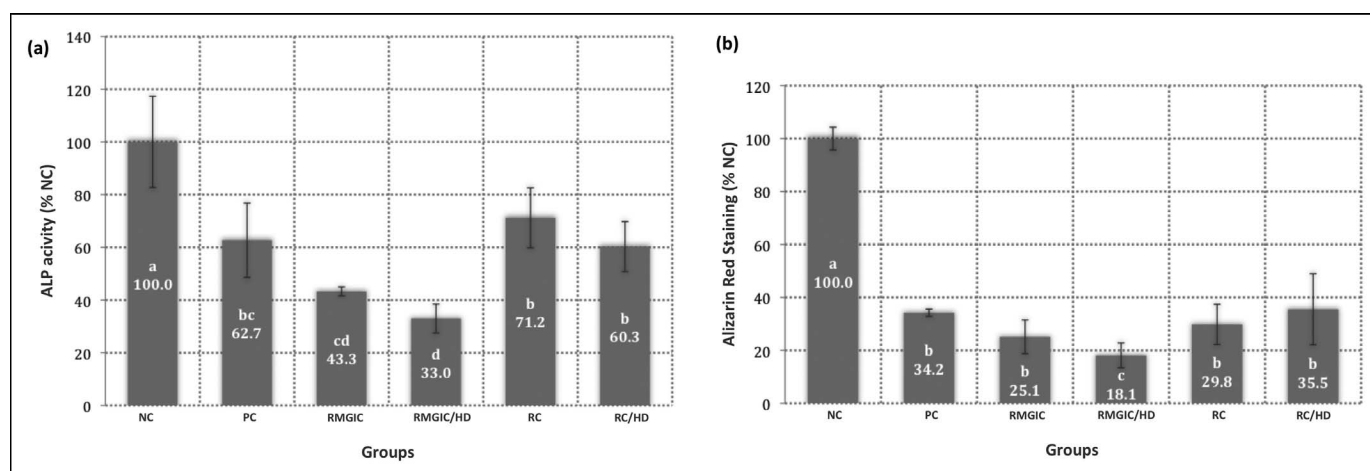 (a)
ALP acivity (% NC)
140
120
100
80
60
40
20
0
a
100.0
bc
62.7
cd
43.3
d
33.0
b
71.2
b
60.3
NC PC RMGIC RMGIC/HD RC RC/HD
Groups
(b)
Alizarin Red Staining (% NC)
120
100
80
60
40
20
0
a
100.0
b
34.2
b
25.1
c
18.1
b
29.8
b
35.5
NC PC RMGIC RMGIC/HD RC RC/HD
Groups